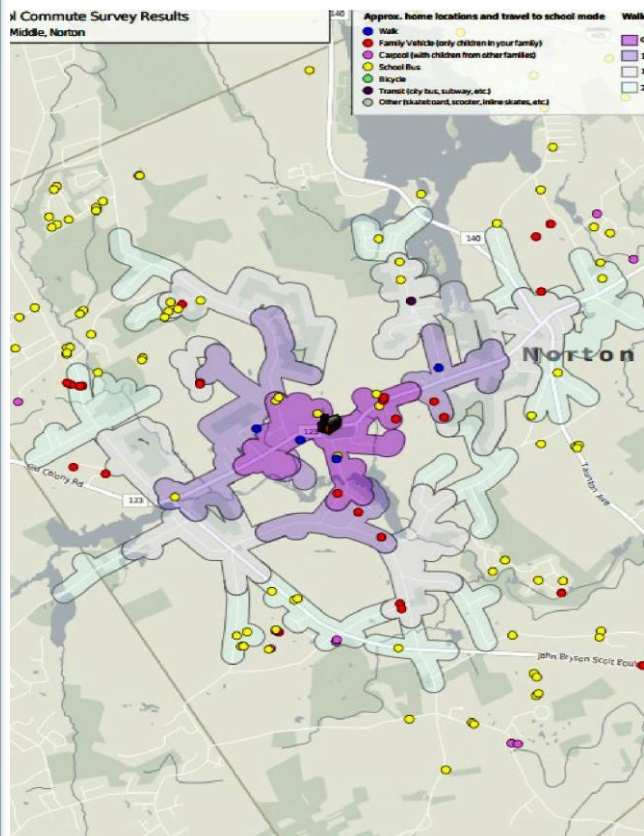 ol Commute Survey Results
Middle, Norton
140
Approx. home locations and travel to school mode
Walk
Family Vehicle (only children in your family)
Carpool (with children from other families)
School Bus
Bicycle
Transit (city bus, subway, etc.)
Other (skateboard, scooter, inline skates, etc.)
140
Norton
123
Old Colony Rd
123
Taunton Ave
John Bryson Scott Boul